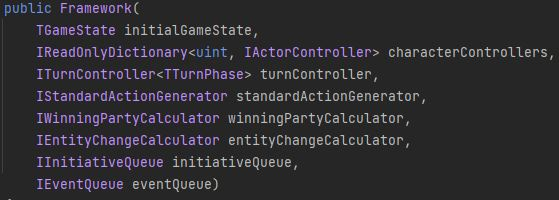 public Framework(
TGameState initialGameState,
IReadOnlyDictionary<uint, IActorController> characterControllers,
ITurnController<TTurnPhase> turnController,
IStandardActionGenerator standardActionGenerator,
IWinningPartyCalculator winningPartyCalculator,
IEntityChangeCalculator entityChangeCalculator,
IInitiativeQueue initiativeQueue,
IEventQueue eventQueue)